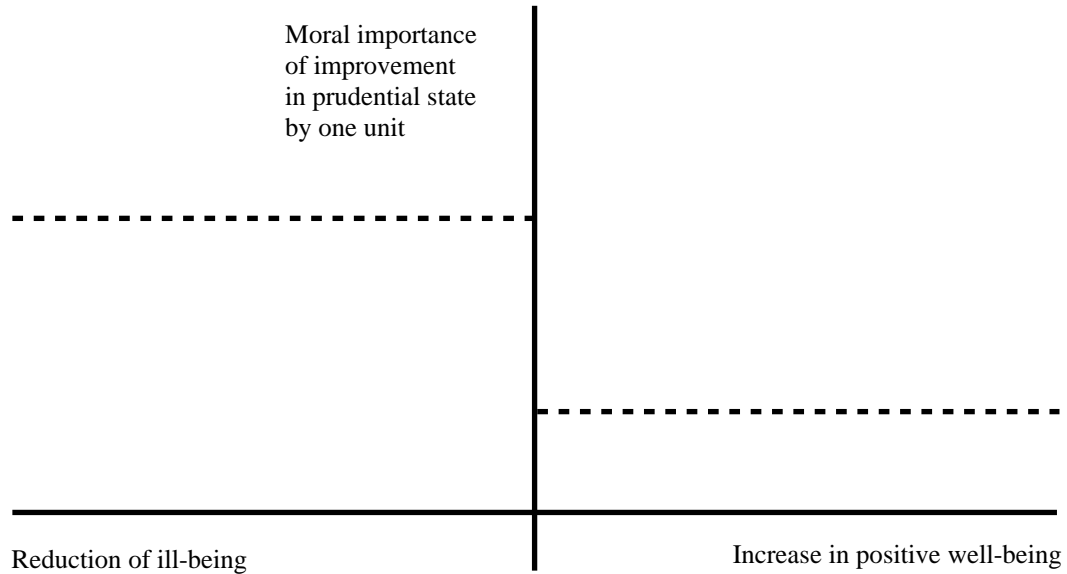 Moral importance
of improvement
in prudential state
by one unit
Reduction of ill-being
Increase in positive well-being